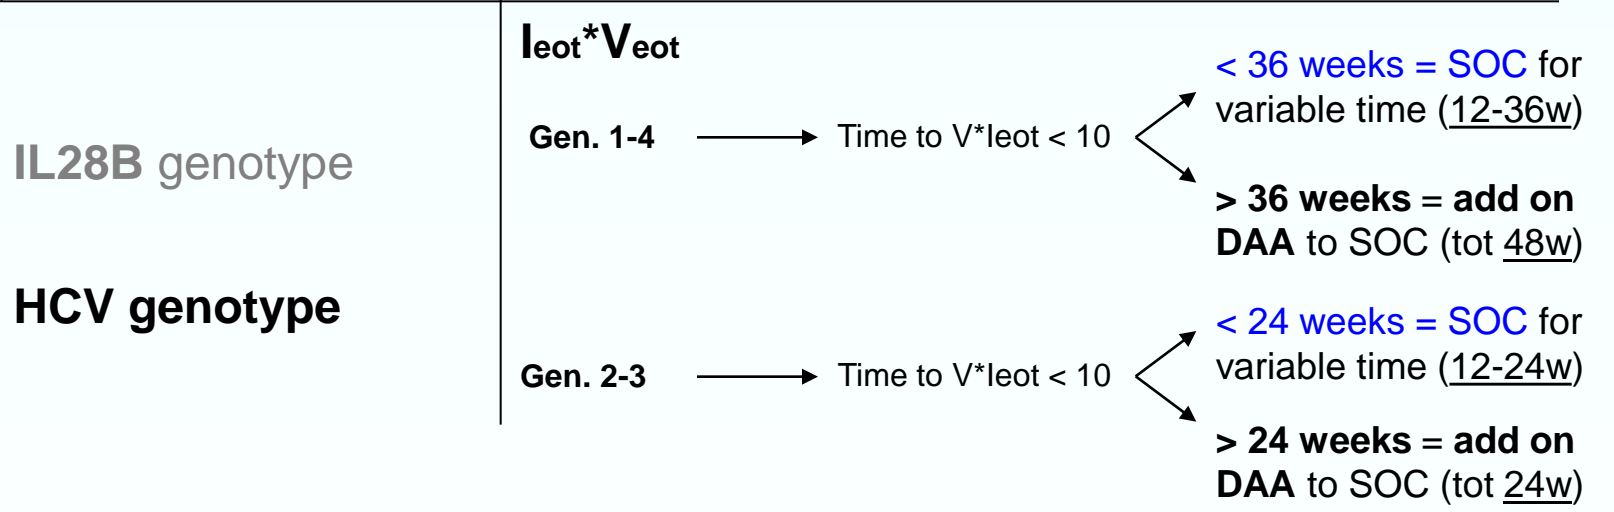 IL28B genotype
HCV genotype
Ieot*Veot
Gen. 1-4
Time to V*Ieot < 10
< 36 weeks = SOC for
variable time (12-36w)
> 36 weeks = add on
DAA to SOC (tot 48w)
Gen. 2-3
Time to V*Ieot < 10
< 24 weeks = SOC for
variable time (12-24w)
> 24 weeks = add on
DAA to SOC (tot 24w)